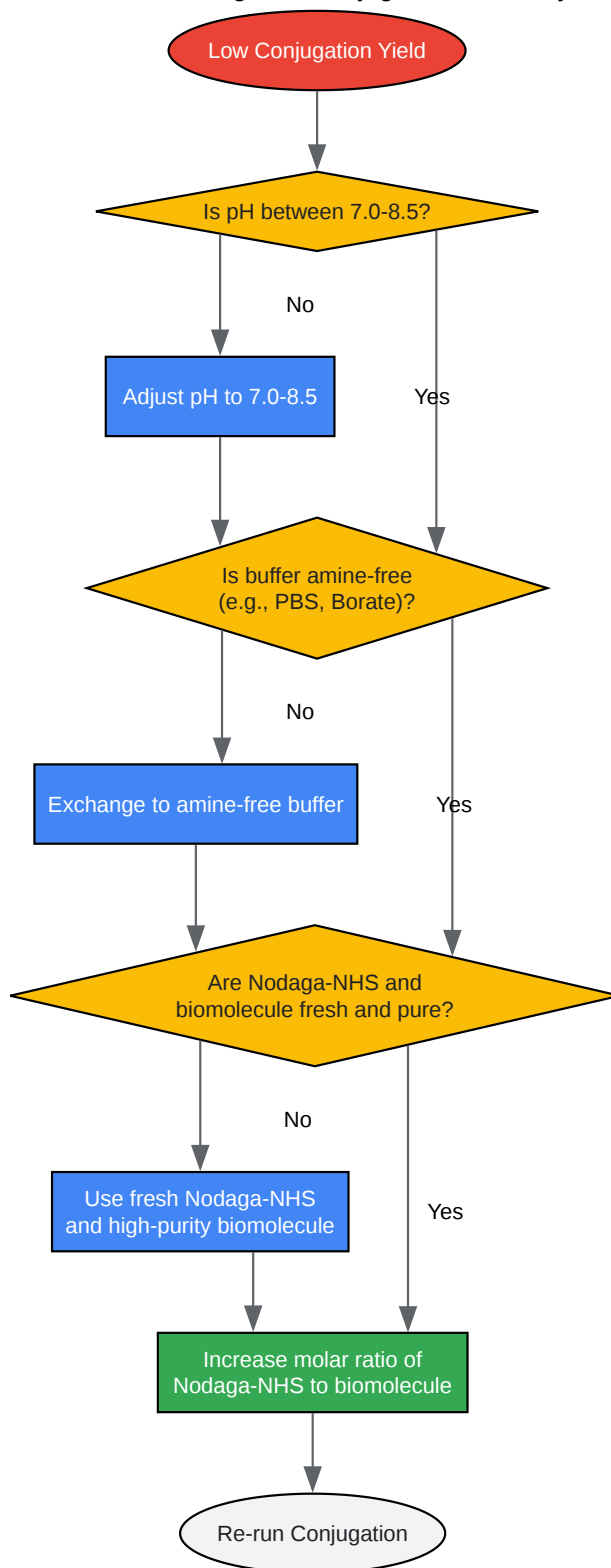 Low Conjugation Yield
Is pH between 7.0-8.5?
No
Adjust pH to 7.0-8.5
Yes
Is buffer amine-free
(e.g., PBS, Borate)?
No
Exchange to amine-free buffer
Yes
Are Nodaga-NHS and
biomolecule fresh and pure?
No
Use fresh Nodaga-NHS
and high-purity biomolecule
Yes
Increase molar ratio of
Nodaga-NHS to biomolecule
Re-run Conjugation